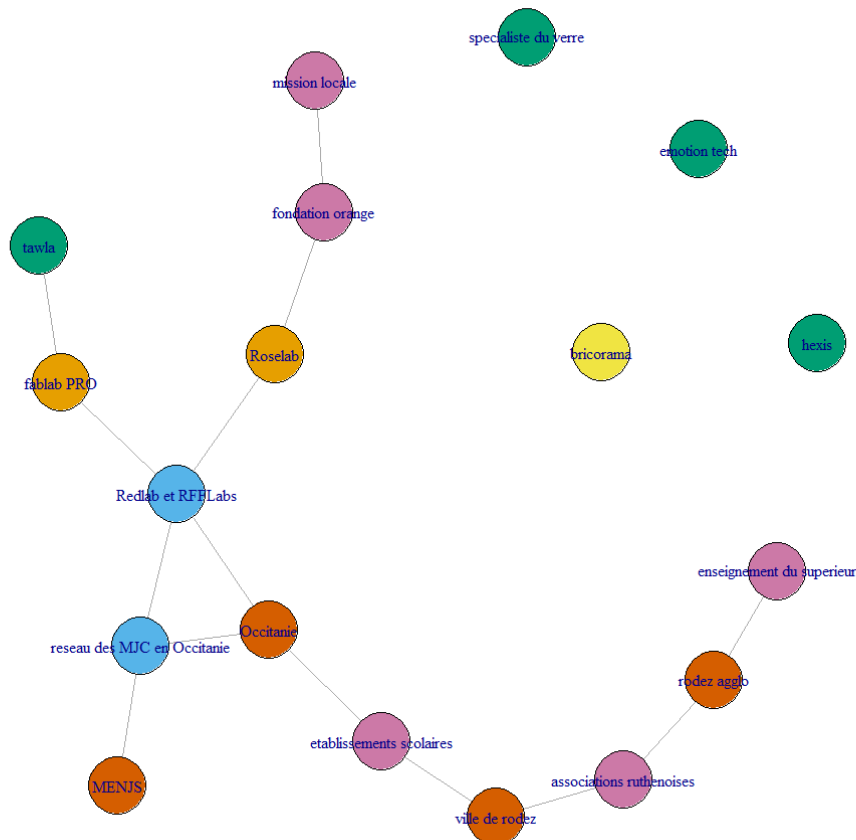 specialiste du verre
mission locale
emotion tech
fondation orange
tawla
hexis
bricorama
Roselab
fablab PRO
Redlab et RFFLabs
enseignement du superieur
Occitanie
reseau des MJC en Occitanie
rodez agglo
etablissements scolaires
associations ruthenoises
MENJS
ville de rodez